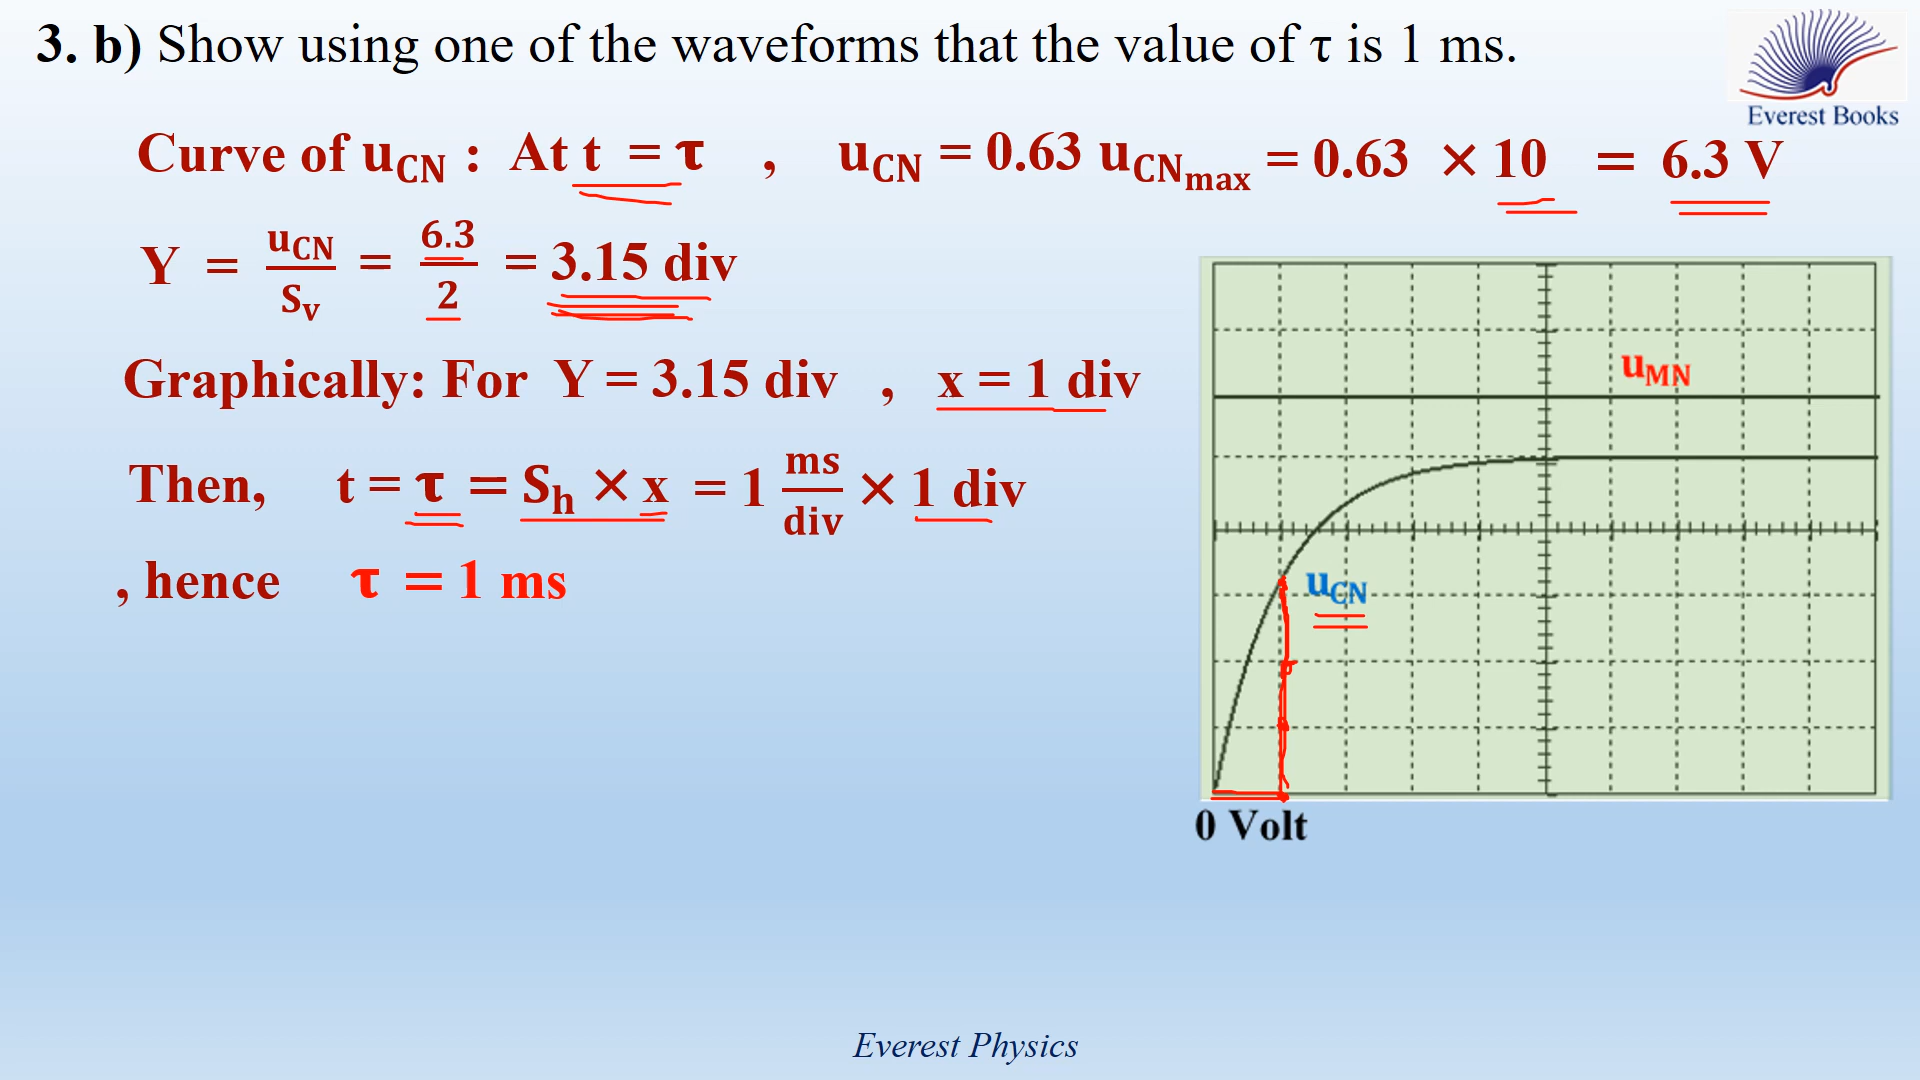 3. b) Show using one of the waveforms that the value of τ is 1 ms.
Everest Books
Curve of uCN : At t = τ , uCN = 0.63 uCNmax = 0.63 × 10 = 6.3 V
Y = uCN/Sv = 6.3/2 = 3.15 div
Graphically: For Y = 3.15 div , x = 1 div
Then, t = τ = Sh × x = 1 ms/div × 1 div
, hence τ = 1 ms
uMN
uCN
0 Volt
Everest Physics